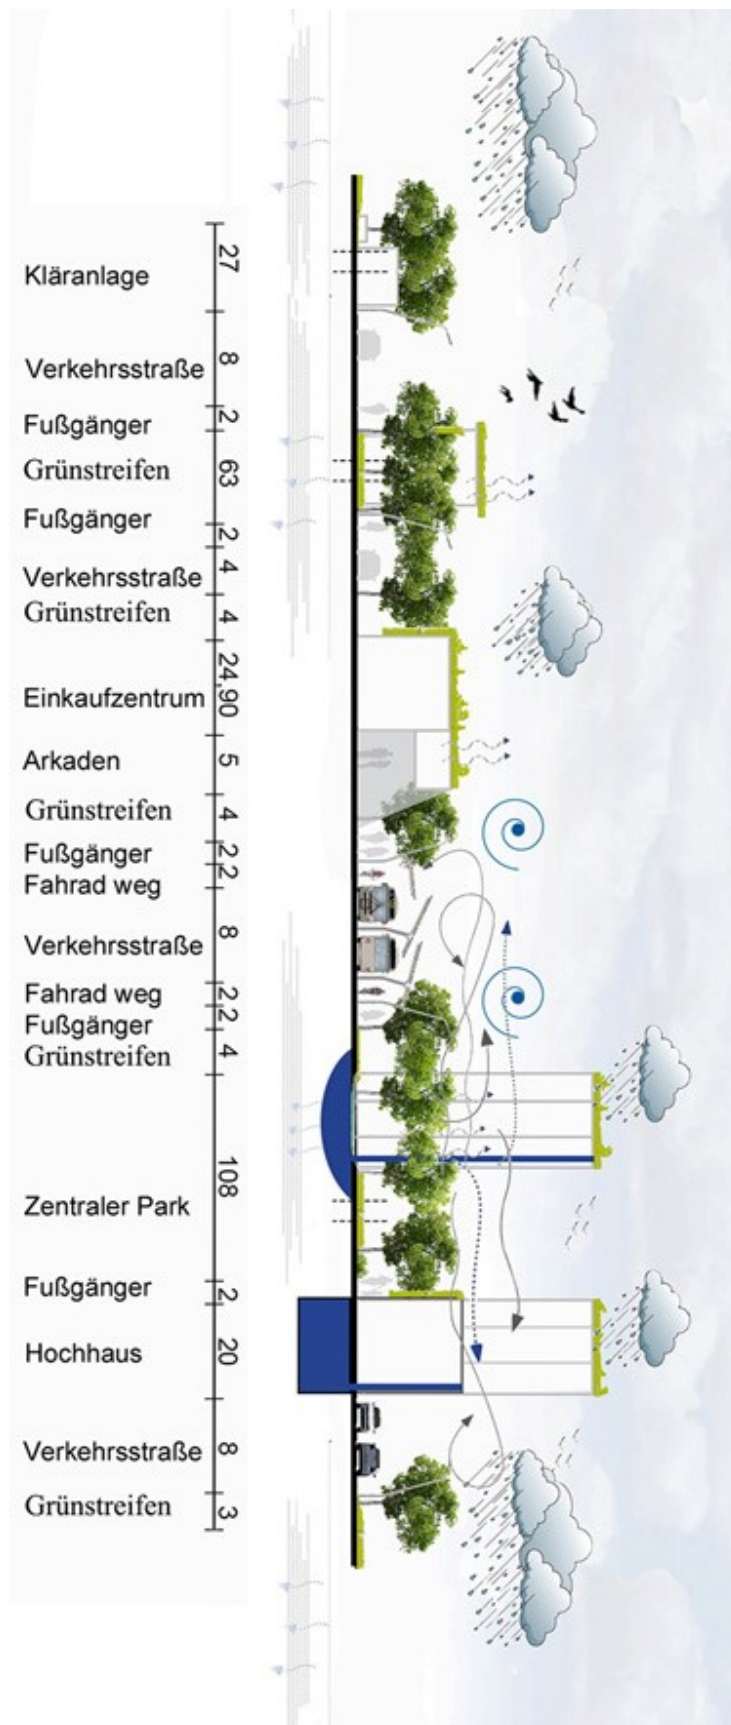 Kläranlage 27
Verkehrsstraße 8
Fußgänger 2
Grünstreifen 63
Fußgänger 2
Verkehrsstraße 4
Grünstreifen 4
Einkaufzentrum 24,90
Arkaden 5
Grünstreifen 4
Fußgänger 2
Fahrad weg 2
Verkehrsstraße 8
Fahrad weg 2
Fußgänger 2
Grünstreifen 4
Zentraler Park 108
Fußgänger 2
Hochhaus 20
Verkehrsstraße 8
Grünstreifen 3